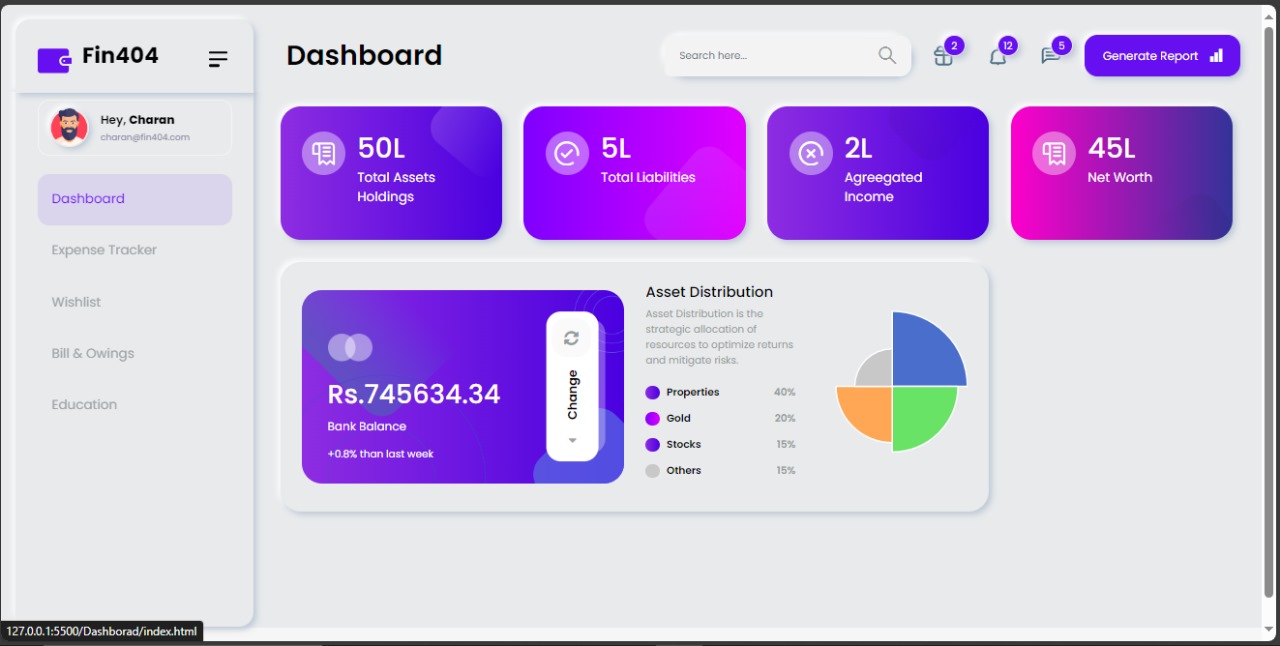 Fin404
Dashboard
Search here...
2
12
5
Generate Report
Hey, Charan
charan@fin404.com
Dashboard
Expense Tracker
Wishlist
Bill & Owings
Education
50L
Total Assets
Holdings
5L
Total Liabilities
2L
Agreegated
Income
45L
Net Worth
Rs.745634.34
Bank Balance
+0.8% than last week
Change
Asset Distribution
Asset Distribution is the
strategic allocation of
resources to optimize returns
and mitigate risks.
Properties 40%
Gold 20%
Stocks 15%
Others 15%
127.0.0.1:5500/Dashborad/index.html